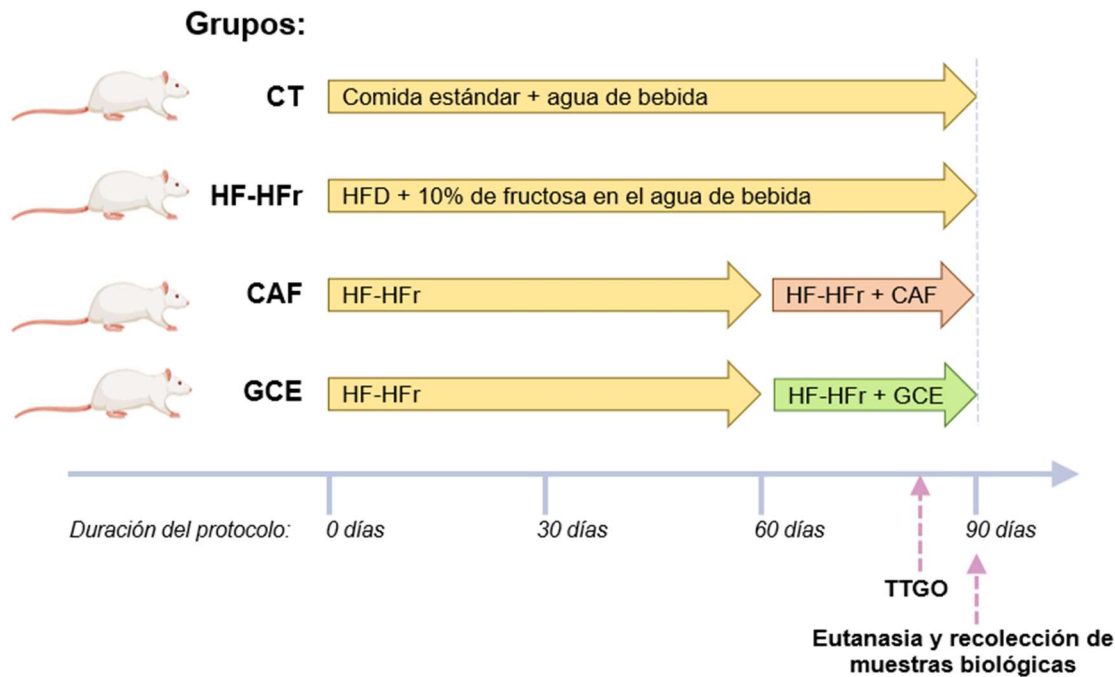 Grupos:
CT
Comida estándar + agua de bebida
HF-HFr
HFD + 10% de fructosa en el agua de bebida
CAF
HF-HFr
HF-HFr + CAF
GCE
HF-HFr
HF-HFr + GCE
Duración del protocolo:
0 días
30 días
60 días
90 días
TTGO
Eutanasia y recolección de
muestras biológicas